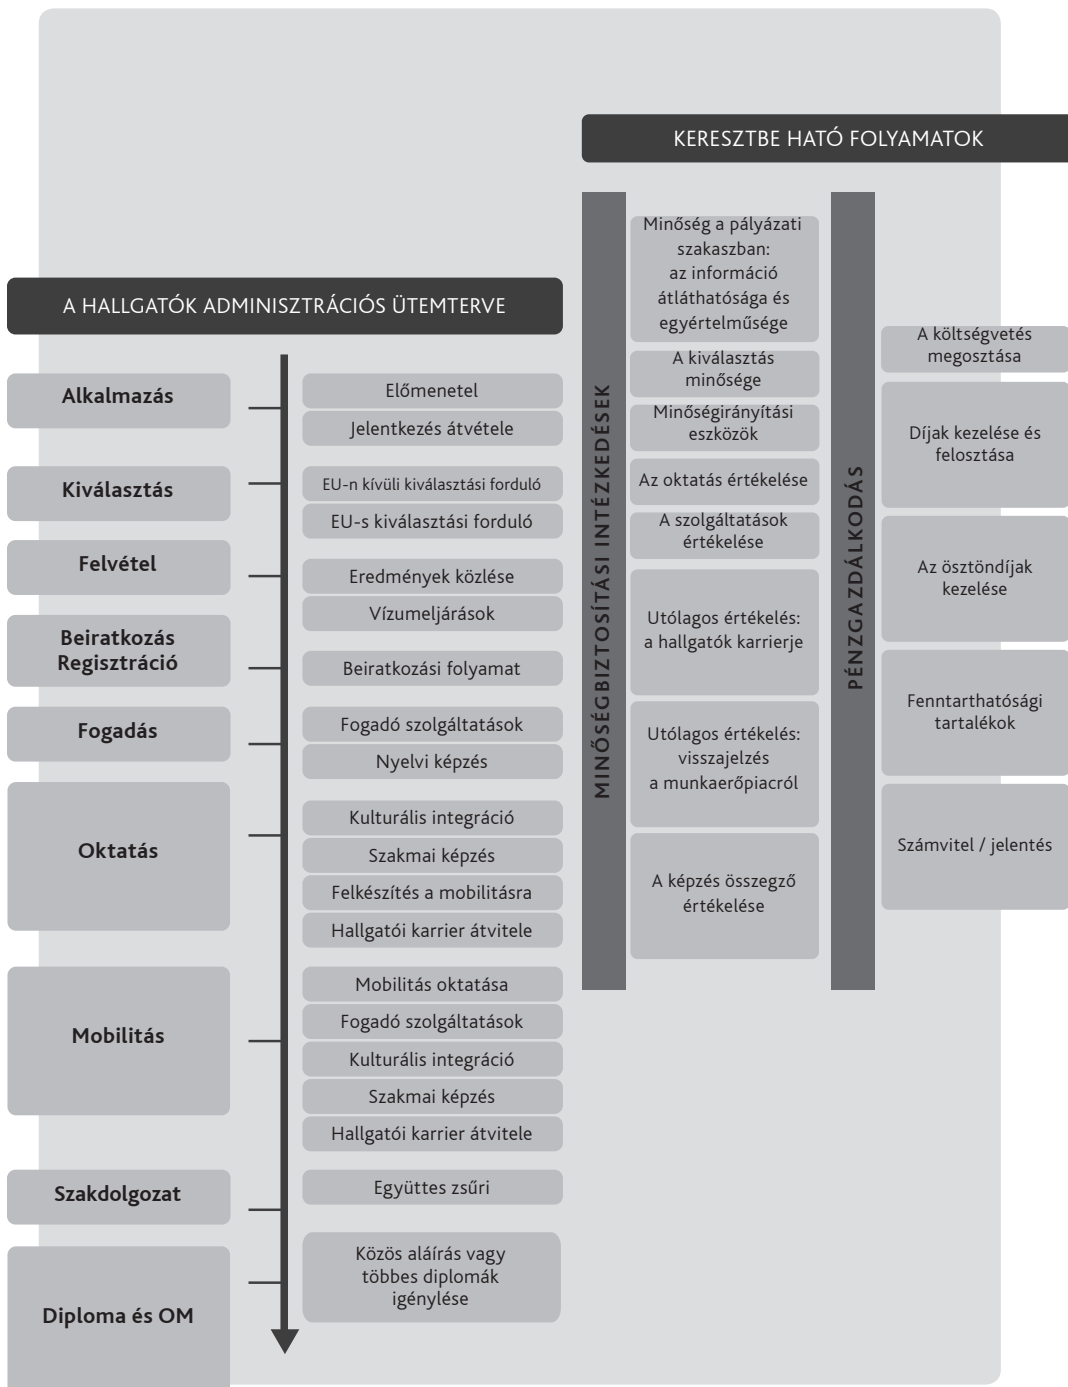 KERESZTBE HATÓ FOLYAMATOK
A HALLGATÓK ADMINISZTRÁCIÓS ÜTEMTERVE
Alkalmazás
Előmenetel
Jelentkezés átvétele
Kiválasztás
EU-n kívüli kiválasztási forduló
EU-s kiválasztási forduló
Felvétel
Eredmények közlése
Vízumeljárások
Beiratkozás
Regisztráció
Beiratkozási folyamat
Fogadás
Fogadó szolgáltatások
Nyelvi képzés
Oktatás
Kulturális integráció
Szakmai képzés
Felkészítés a mobilitásra
Hallgatói karrier átvitele
Mobilitás
Mobilitás oktatása
Fogadó szolgáltatások
Kulturális integráció
Szakmai képzés
Hallgatói karrier átvitele
Szakdolgozat
Együttes zsűri
Diploma és OM
Közös aláírás vagy
többes diplomák
igénylése
MINŐSÉGBIZTOSÍTÁSI INTÉZKEDÉSEK
Minőség a pályázati
szakaszban:
az információ
átláthatósága és
egyértelműsége
A kiválasztás
minősége
Minőségirányítási
eszközök
Az oktatás értékelése
A szolgáltatások
értékelése
Utólagos értékelés:
a hallgatók karrierje
Utólagos értékelés:
visszajelzés
a munkaerőpiacról
A képzés összegző
értékelése
PÉNZGAZDÁLKODÁS
A költségvetés
megosztása
Díjak kezelése és
felosztása
Az ösztöndíjak
kezelése
Fenntarthatósági
tartalékok
Számvitel / jelentés